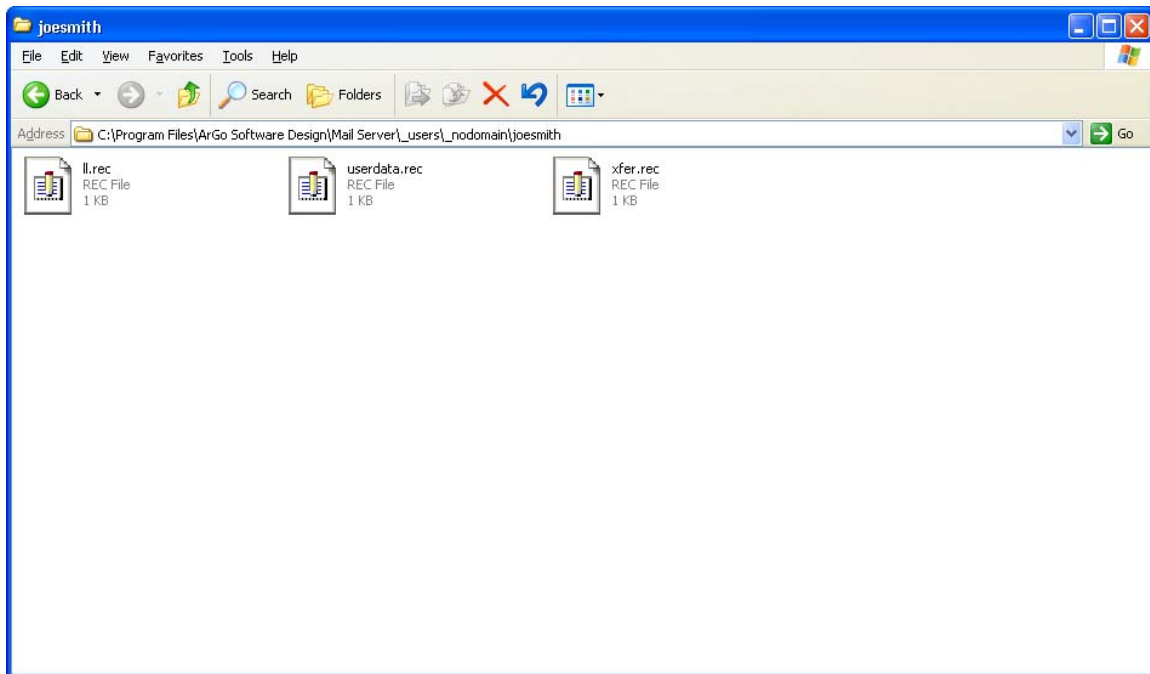 joesmith
File Edit View Favorites Tools Help
Back Search Folders
Address C:\Program Files\ArGo Software Design\Mail Server\_users\_nodomain\joesmith Go
ll.rec userdata.rec xfer.rec
REC File REC File REC File
1 KB 1 KB 1 KB